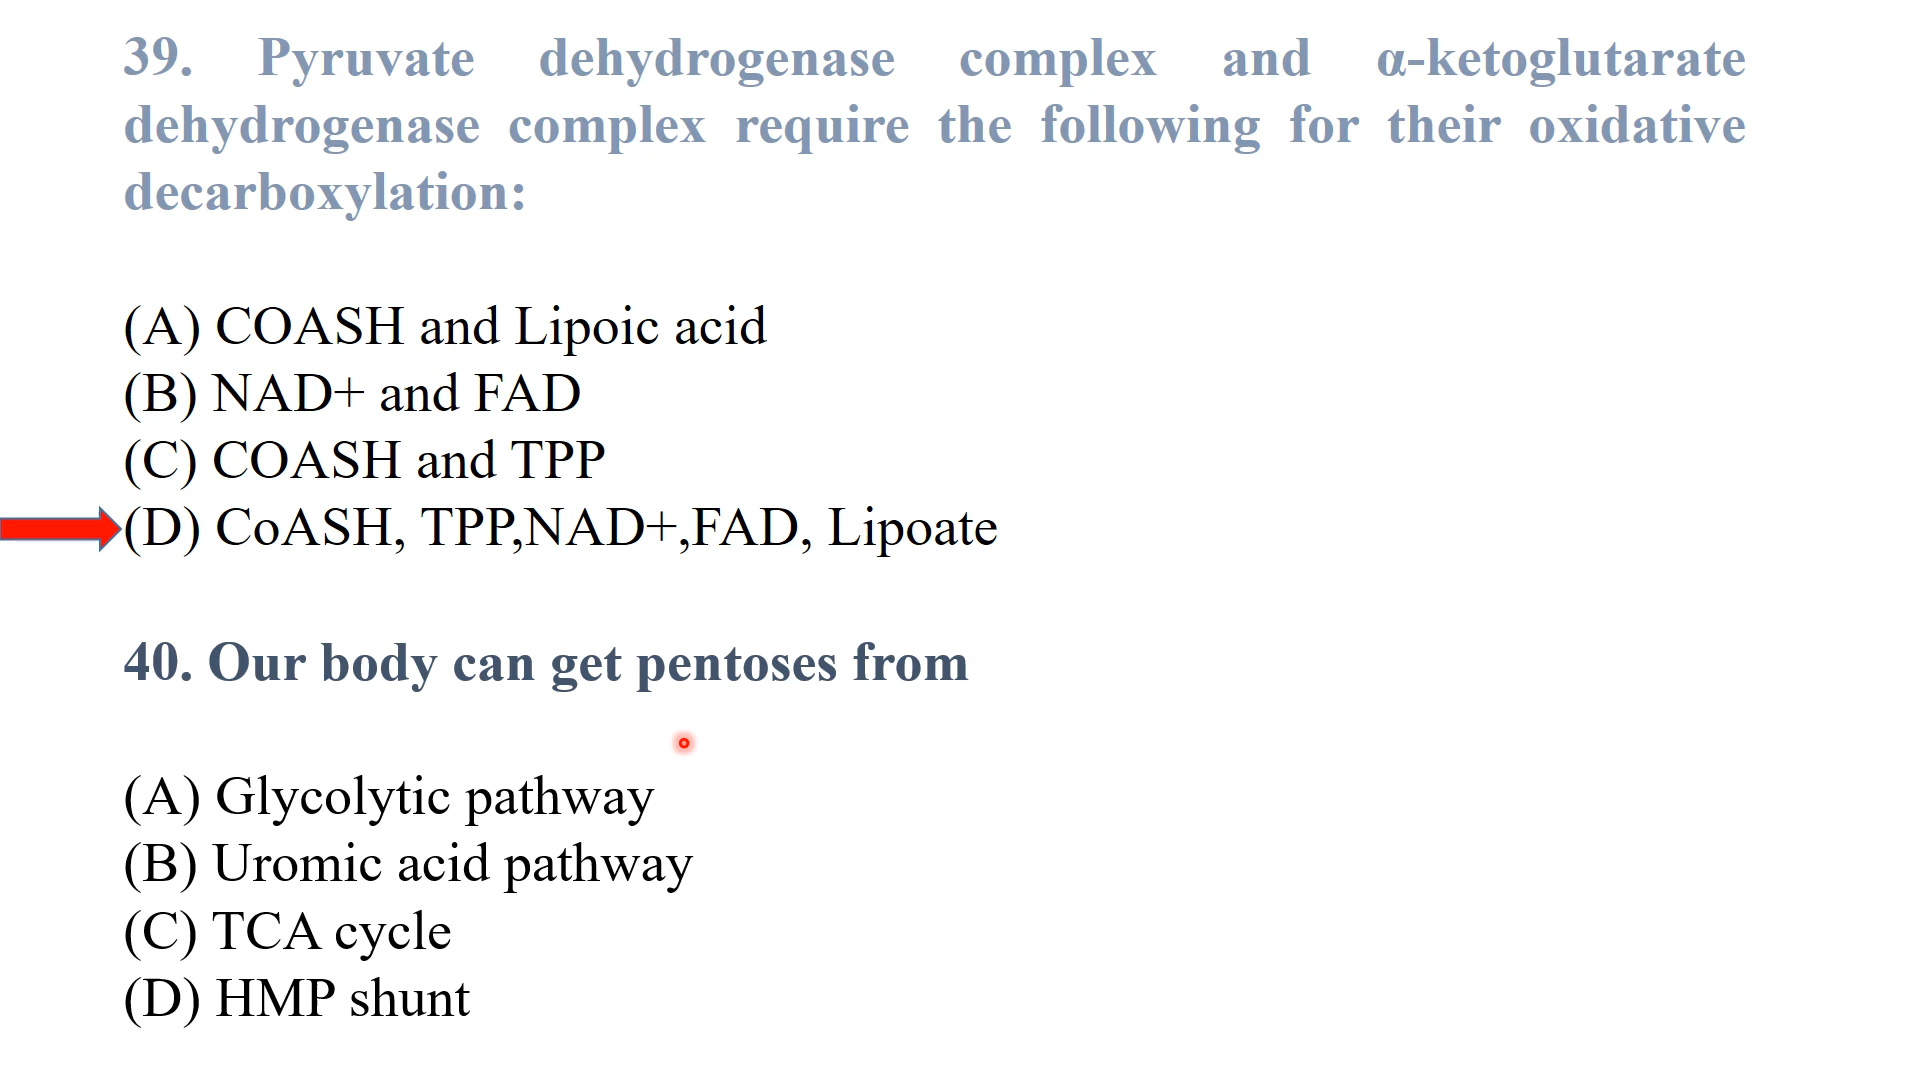 39. Pyruvate dehydrogenase complex and α-ketoglutarate
dehydrogenase complex require the following for their oxidative
decarboxylation:
(A) COASH and Lipoic acid
(B) NAD+ and FAD
(C) COASH and TPP
(D) CoASH, TPP,NAD+,FAD, Lipoate
40. Our body can get pentoses from
(A) Glycolytic pathway
(B) Uromic acid pathway
(C) TCA cycle
(D) HMP shunt